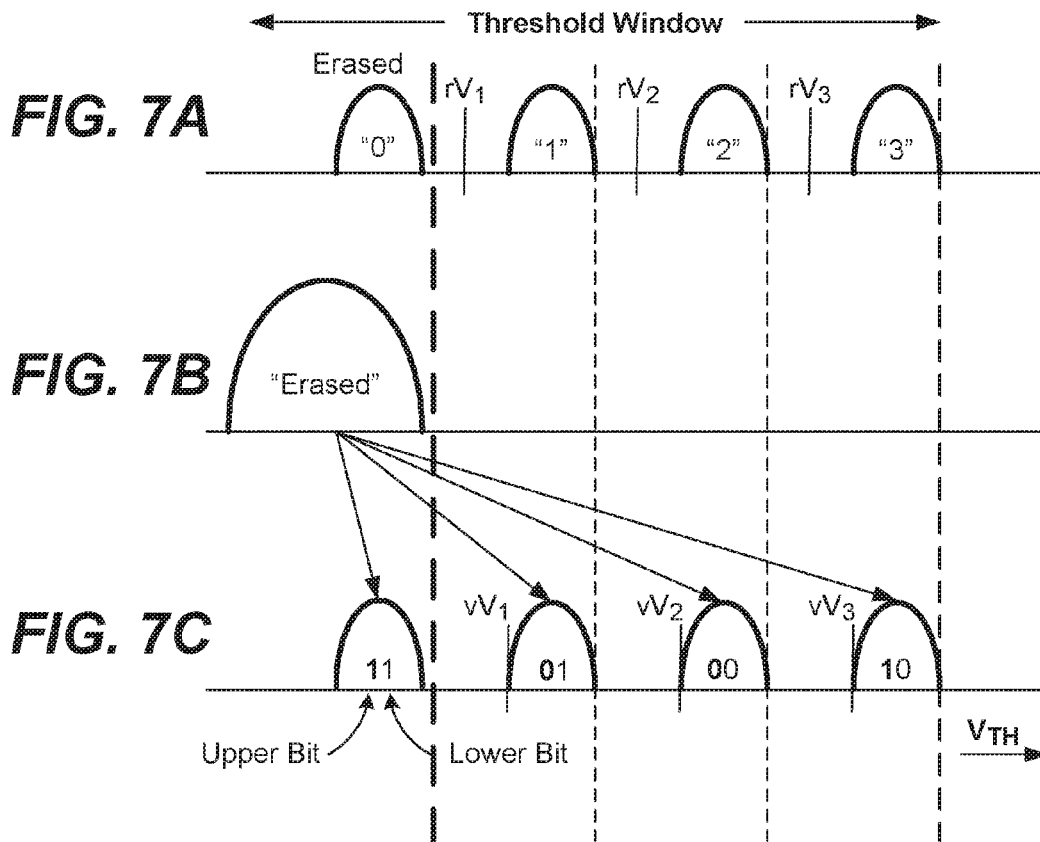 Threshold Window
Erased
rV1 rV2 rV3
FIG. 7A
"0" "1" "2" "3"
FIG. 7B
"Erased"
FIG. 7C
vV1 vV2 vV3
11 01 00 10
Upper Bit Lower Bit
VTH